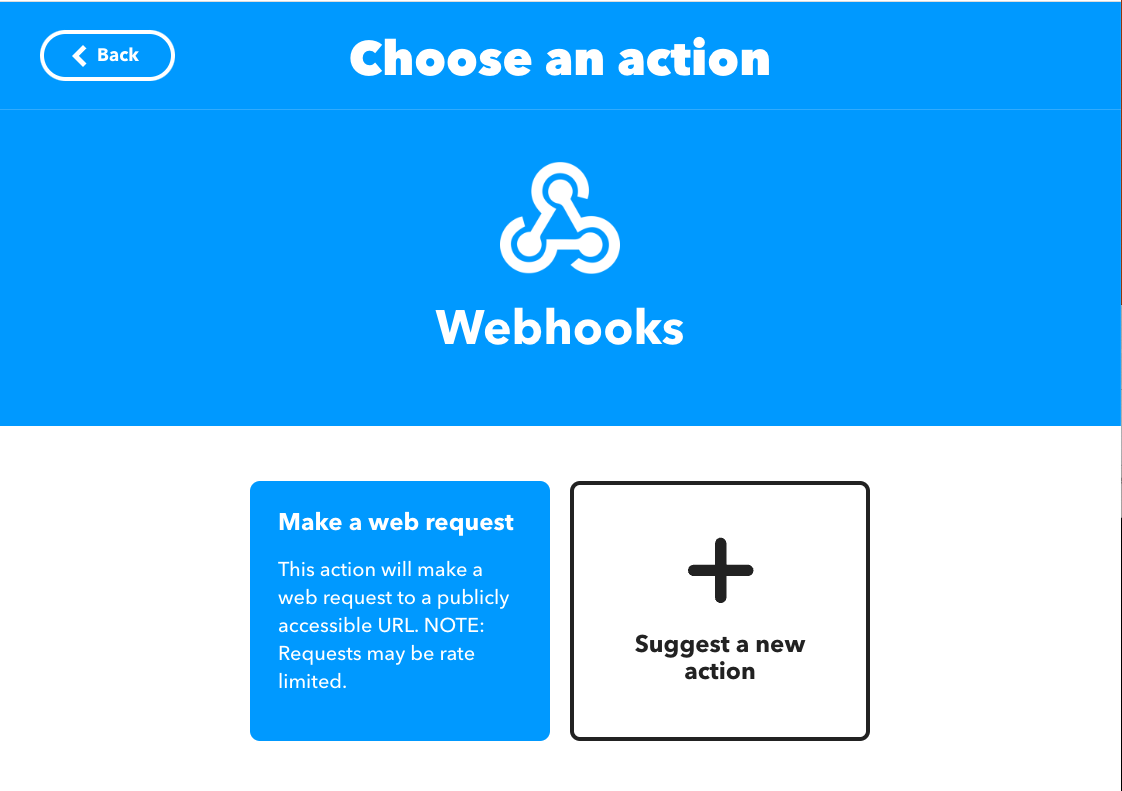 Back
Choose an action
Webhooks
Make a web request
This action will make a
web request to a publicly
accessible URL. NOTE:
Requests may be rate
limited.
Suggest a new
action